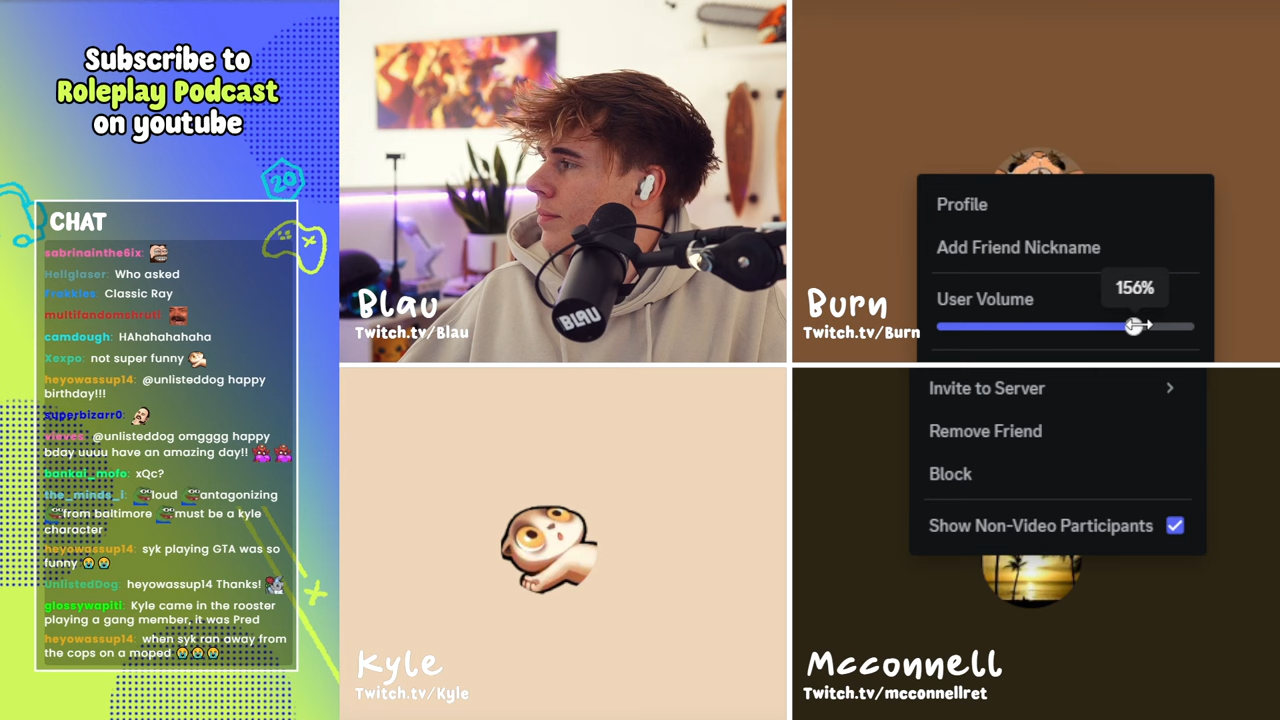 Subscribe to
Roleplay Podcast
on youtube
20
CHAT
sabrinainthe6ix:
Hellglaser: Who asked
Frakkies: Classic Ray
multifandomshruti:
camdough: HAhahahahaha
Xexpo: not super funny
heyowassup14: @unlisteddog happy
birthday!!!
superbizarr0:
vieves: @unlisteddog omgggg happy
bday uuuu have an amazing day!!
bankai_mofo: xQc?
the_minds_i: loud antagonizing
from baltimore must be a kyle
character
heyowassup14: syk playing GTA was so
funny
UnlistedDog: heyowassup14 Thanks!
glossywapiti: Kyle came in the rooster
playing a gang member, it was Pred
heyowassup14: when syk ran away from
the cops on a moped
BLAU
Blau
Twitch.tv/Blau
Profile
Add Friend Nickname
156%
User Volume
Burn
Twitch.tv/Burn
Kyle
Twitch.tv/Kyle
Invite to Server
Remove Friend
Block
Show Non-Video Participants
Mcconnell
Twitch.tv/mcconnellret